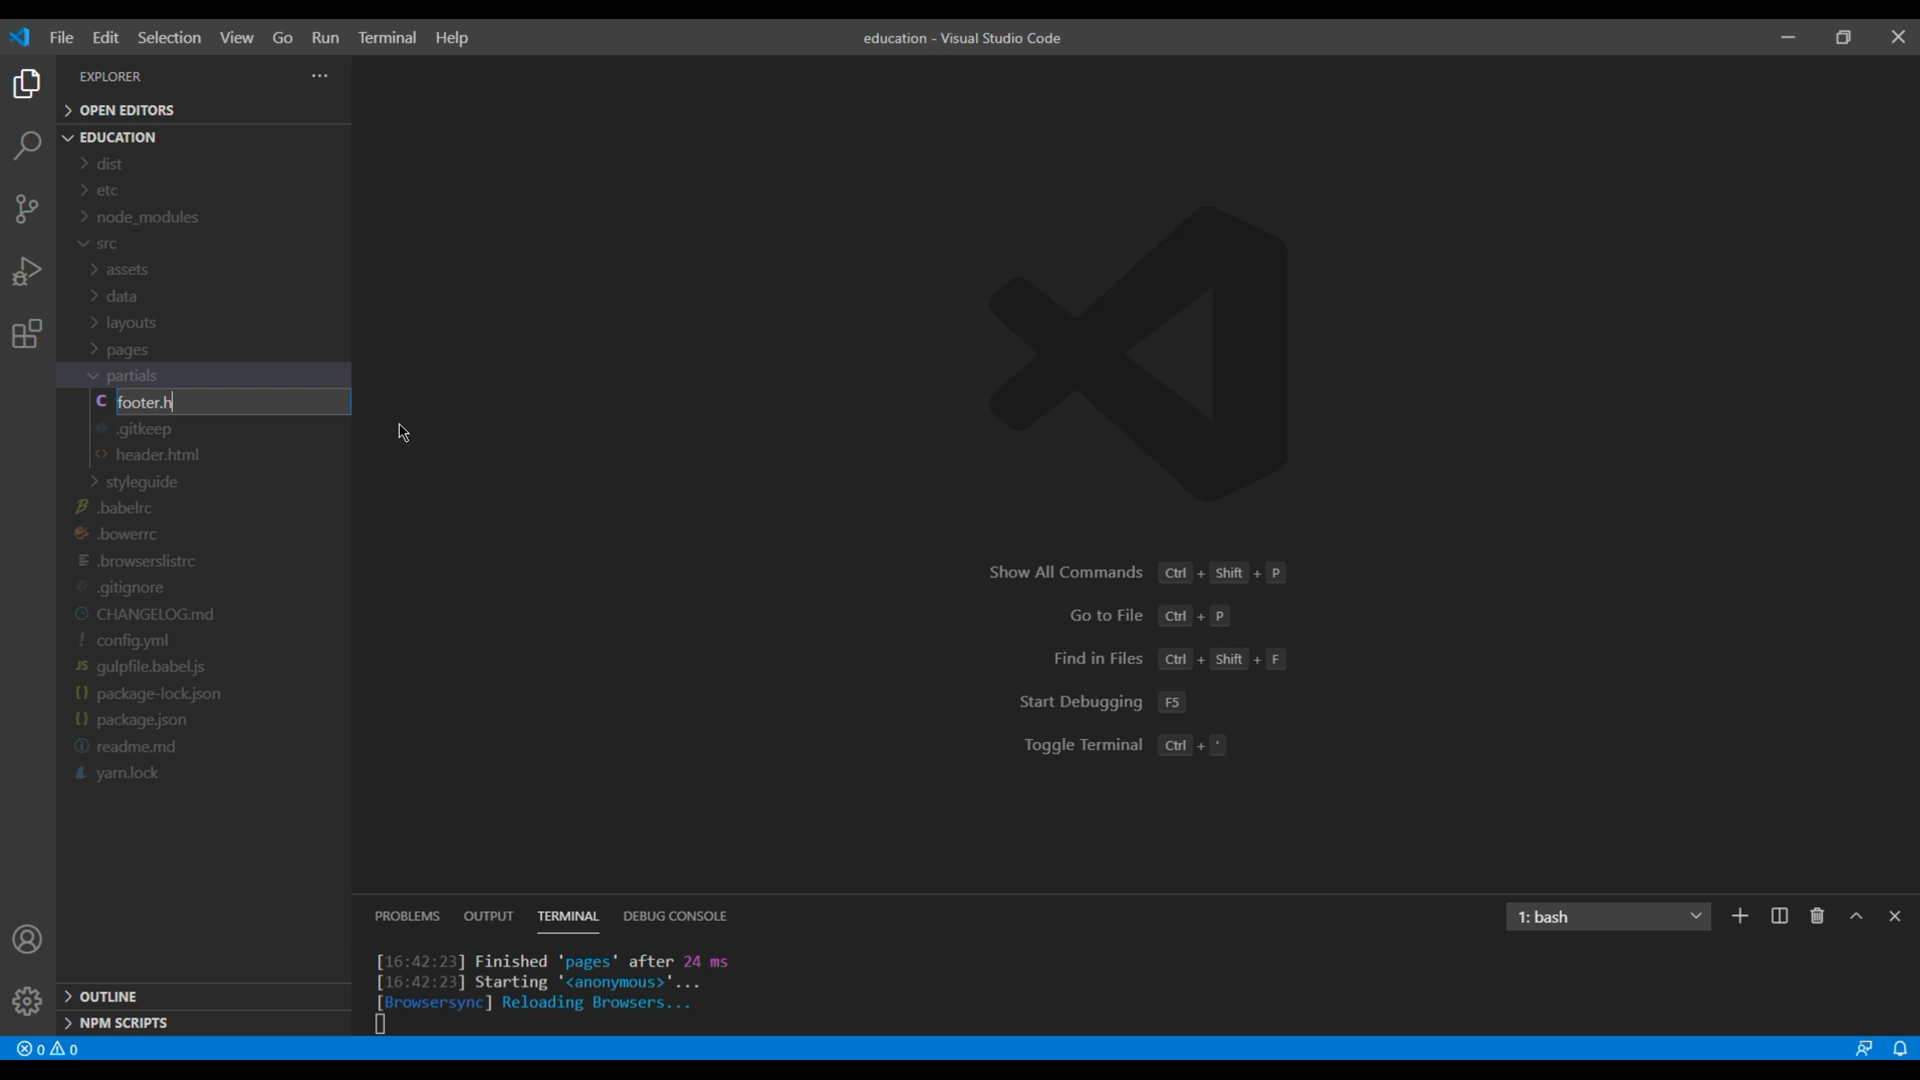 File Edit Selection View Go Run Terminal Help
education - Visual Studio Code
EXPLORER
OPEN EDITORS
EDUCATION
dist
etc
node_modules
src
assets
data
layouts
pages
partials
C footer.h
.gitkeep
<> header.html
styleguide
.babelrc
.bowerrc
.browserslistrc
.gitignore
CHANGELOG.md
! config.yml
JS gulpfile.babel.js
{} package-lock.json
{} package.json
readme.md
yarn.lock
OUTLINE
NPM SCRIPTS
Show All Commands Ctrl + Shift + P
Go to File Ctrl + P
Find in Files Ctrl + Shift + F
Start Debugging F5
Toggle Terminal Ctrl + '
PROBLEMS OUTPUT TERMINAL DEBUG CONSOLE
1: bash
[16:42:23] Finished 'pages' after 24 ms
[16:42:23] Starting '<anonymous>'...
[Browsersync] Reloading Browsers...
0 0